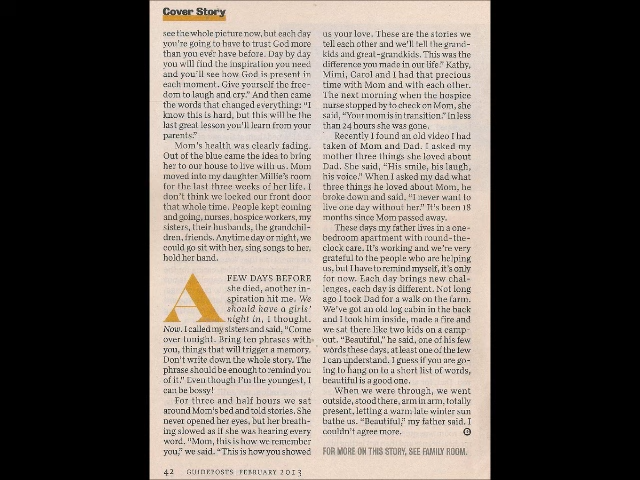 Cover Story
see the whole picture now, but each day
you're going to have to trust God more
than you ever have before. Day by day
you will find the inspiration you need
and you'll see how God is present in
each moment. Give yourself the free-
dom to laugh and cry." And then came
the words that changed everything: "I
know this is hard, but this will be the
last great lesson you'll learn from your
parents."
Mom's health was clearly fading.
Out of the blue came the idea to bring
her to our house to live with us. Mom
moved into my daughter Millie's room
for the last three weeks of her life. I
don't think we locked our front door
that whole time. People kept coming
and going, nurses, hospice workers, my
sisters, their husbands, the grandchil-
dren, friends. Anytime day or night, we
could go sit with her, sing songs to her,
hold her hand.
A FEW DAYS BEFORE
she died, another in-
spiration hit me. We
should have a girls'
night in, I thought.
Now. I called my sisters and said, "Come
over tonight. Bring ten phrases with
you, things that will trigger a memory.
Don't write down the whole story. The
phrase should be enough to remind you
of it." Even though I'm the youngest, I
can be bossy!
For three and half hours we sat
around Mom's bed and told stories. She
never opened her eyes, but her breath-
ing slowed as if she was hearing every
word. "Mom, this is how we remember
you," we said. "This is how you showed
us your love. These are the stories we
tell each other and we'll tell the grand-
kids and great-grandkids. This was the
difference you made in our life." Kathy,
Mimi, Carol and I had that precious
time with Mom and with each other.
The next morning when the hospice
nurse stopped by to check on Mom, she
said, "Your mom is in transition." In less
than 24 hours she was gone.
Recently I found an old video I had
taken of Mom and Dad. I asked my
mother three things she loved about
Dad. She said, "His smile, his laugh,
his voice." When I asked my dad what
three things he loved about Mom, he
broke down and said, "I never want to
live one day without her." It's been 18
months since Mom passed away.
These days my father lives in a one-
bedroom apartment with round-the-
clock care. It's working and we're very
grateful to the people who are helping
us, but I have to remind myself, it's only
for now. Each day brings new chal-
lenges, each day is different. Not long
ago I took Dad for a walk on the farm.
We've got an old log cabin in the back
and I took him inside, made a fire and
we sat there like two kids on a camp-
out. "Beautiful," he said, one of his few
words these days, at least one of the few
I can understand. I guess if you are go-
ing to hang on to a short list of words,
beautiful is a good one.
When we were through, we went
outside, stood there, arm in arm, totally
present, letting a warm late winter sun
bathe us. "Beautiful," my father said. I
couldn't agree more.
FOR MORE ON THIS STORY, SEE FAMILY ROOM.
42 GUIDEPOSTS FEBRUARY 2013